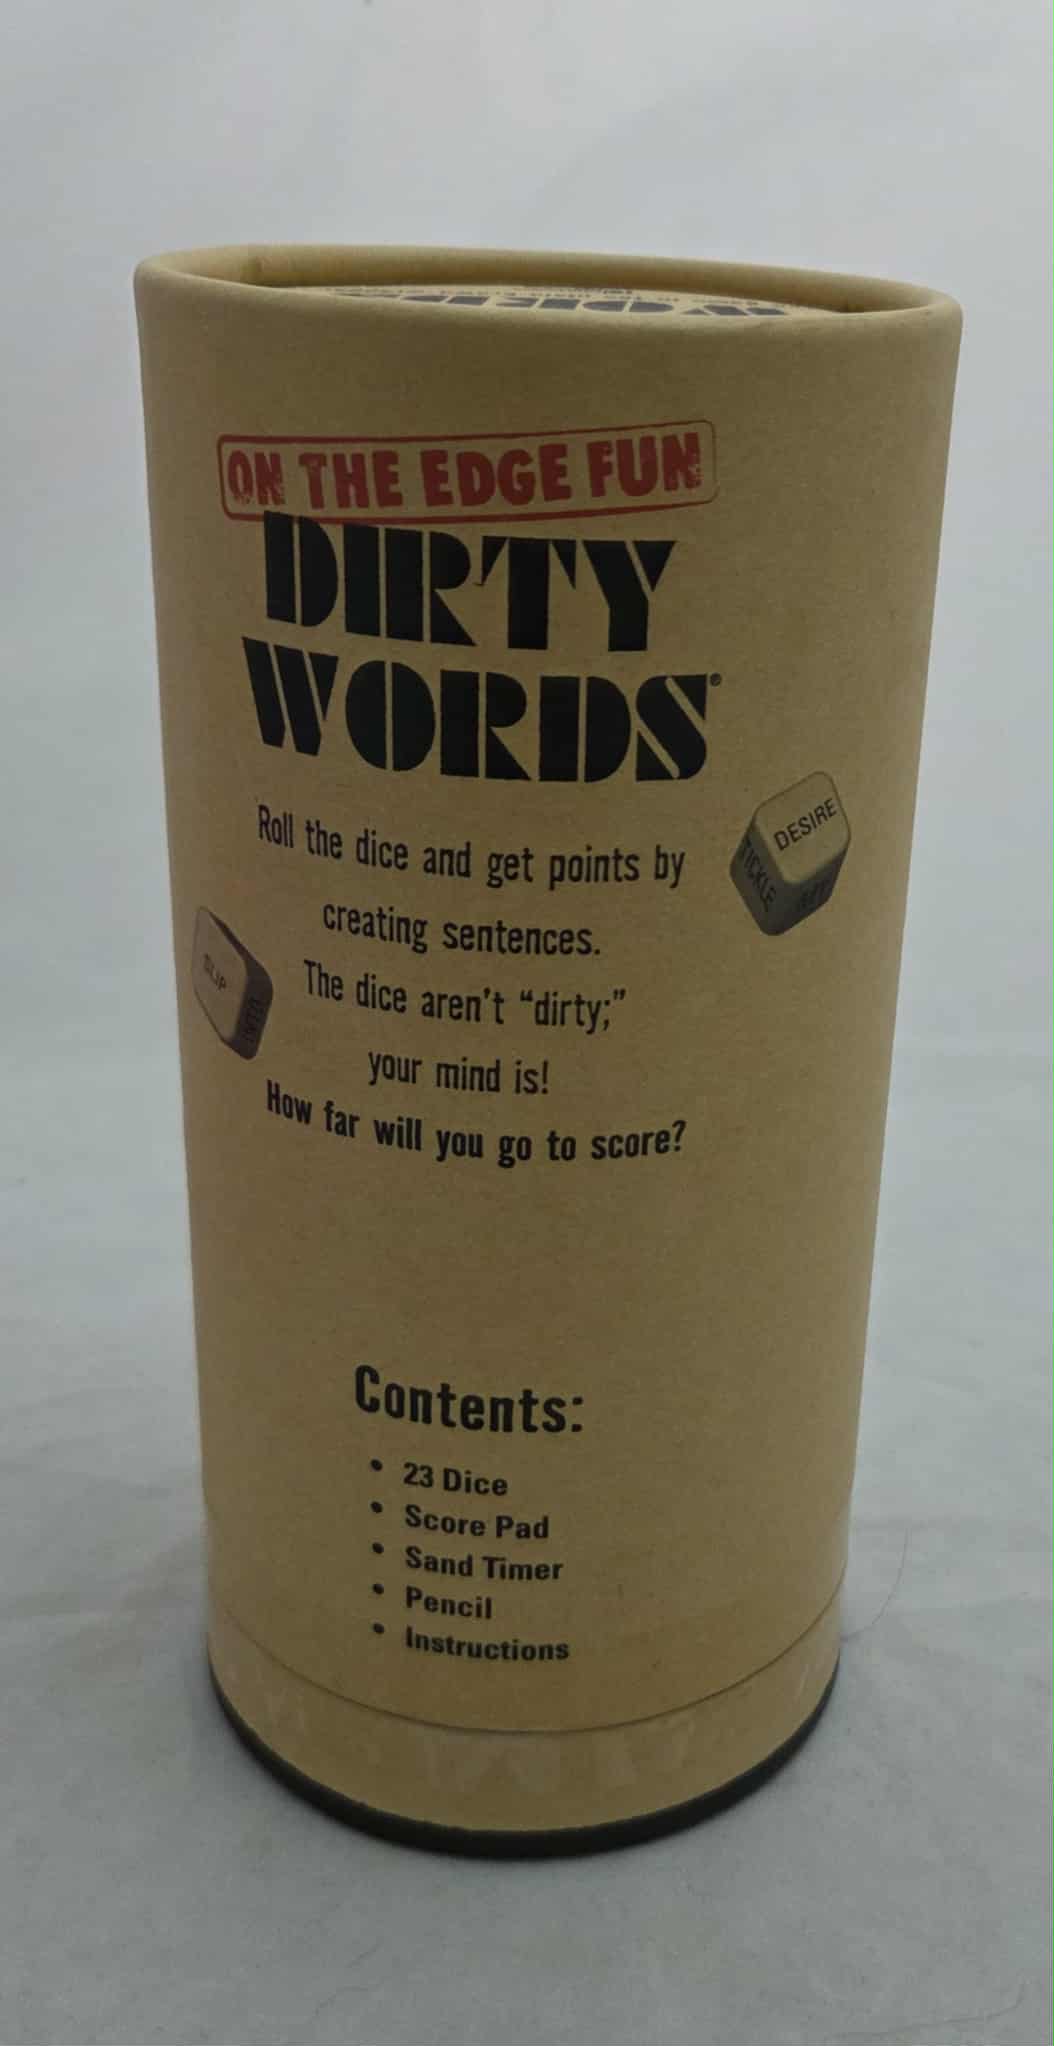 ON THE EDGE FUN
DIRTY
WORDS®
Roll the dice and get points by
creating sentences.
The dice aren't “dirty;”
your mind is!
How far will you go to score?
DESIRE
TICKLE
SLIP
Contents:
• 23 Dice
• Score Pad
• Sand Timer
• Pencil
• Instructions